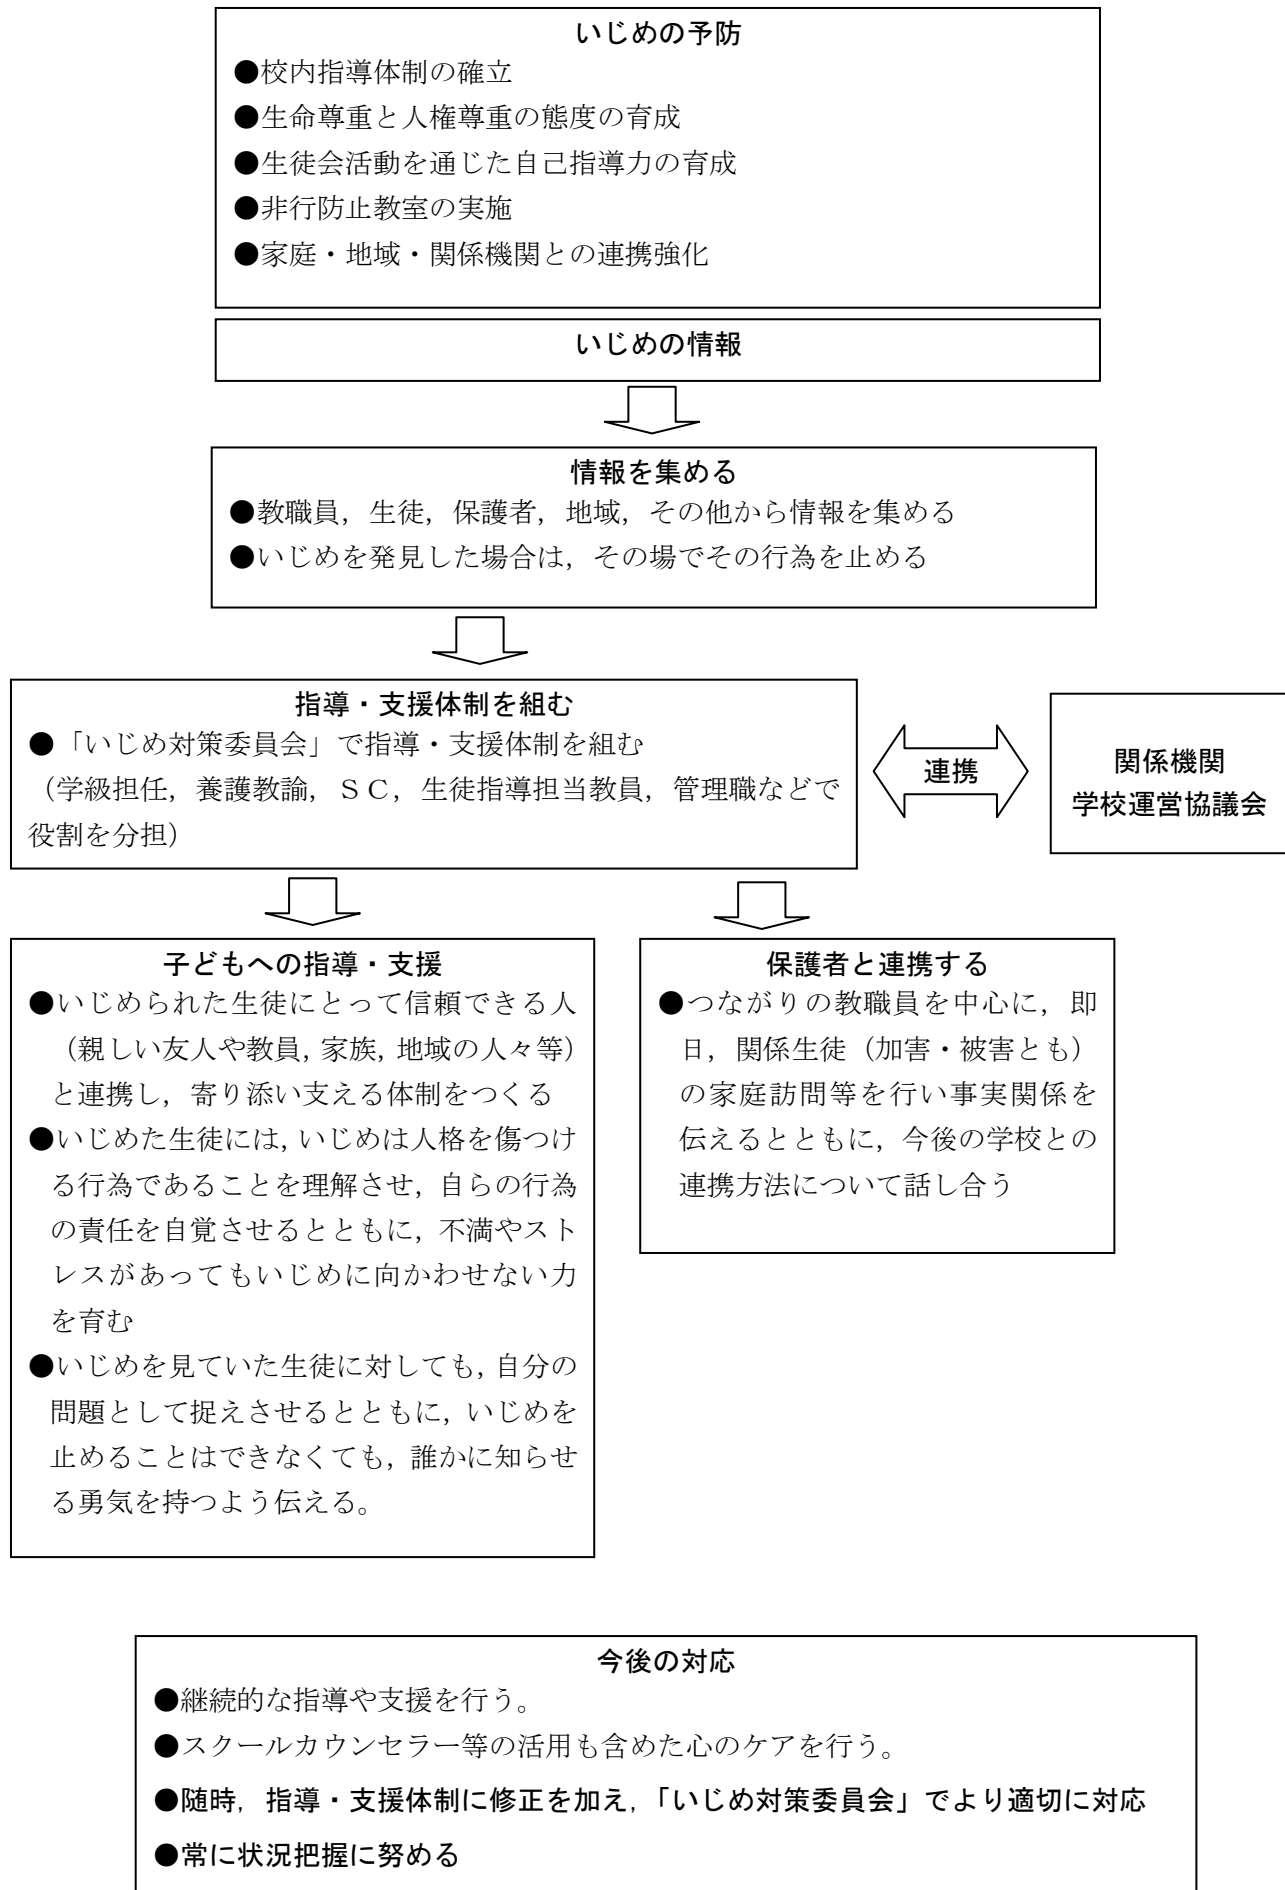 いじめの予防
●校内指導体制の確立
●生命尊重と人権尊重の態度の育成
●生徒会活動を通じた自己指導力の育成
●非行防止教室の実施
●家庭・地域・関係機関との連携強化
いじめの情報
情報を集める
●教職員，生徒，保護者，地域，その他から情報を集める
●いじめを発見した場合は，その場でその行為を止める
指導・支援体制を組む
●「いじめ対策委員会」で指導・支援体制を組む
（学級担任，養護教諭，ＳＣ，生徒指導担当教員，管理職などで
役割を分担）
連携
関係機関
学校運営協議会
子どもへの指導・支援
●いじめられた生徒にとって信頼できる人
（親しい友人や教員，家族，地域の人々等）
と連携し，寄り添い支える体制をつくる
●いじめた生徒には，いじめは人格を傷つけ
る行為であることを理解させ，自らの行為
の責任を自覚させるとともに，不満やスト
レスがあってもいじめに向かわせない力
を育む
●いじめを見ていた生徒に対しても，自分の
問題として捉えさせるとともに，いじめを
止めることはできなくても，誰かに知らせ
る勇気を持つよう伝える。
保護者と連携する
●つながりの教職員を中心に，即
日，関係生徒（加害・被害とも）
の家庭訪問等を行い事実関係を
伝えるとともに，今後の学校との
連携方法について話し合う
今後の対応
●継続的な指導や支援を行う。
●スクールカウンセラー等の活用も含めた心のケアを行う。
●随時，指導・支援体制に修正を加え，「いじめ対策委員会」でより適切に対応
●常に状況把握に努める